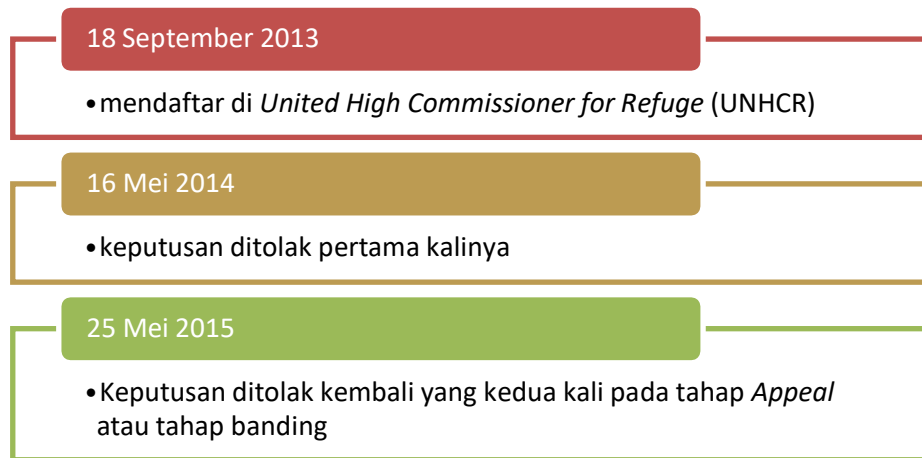 18 September 2013
•mendaftar di United High Commissioner for Refuge (UNHCR)
16 Mei 2014
•keputusan ditolak pertama kalinya
25 Mei 2015
•Keputusan ditolak kembali yang kedua kali pada tahap Appeal
atau tahap banding